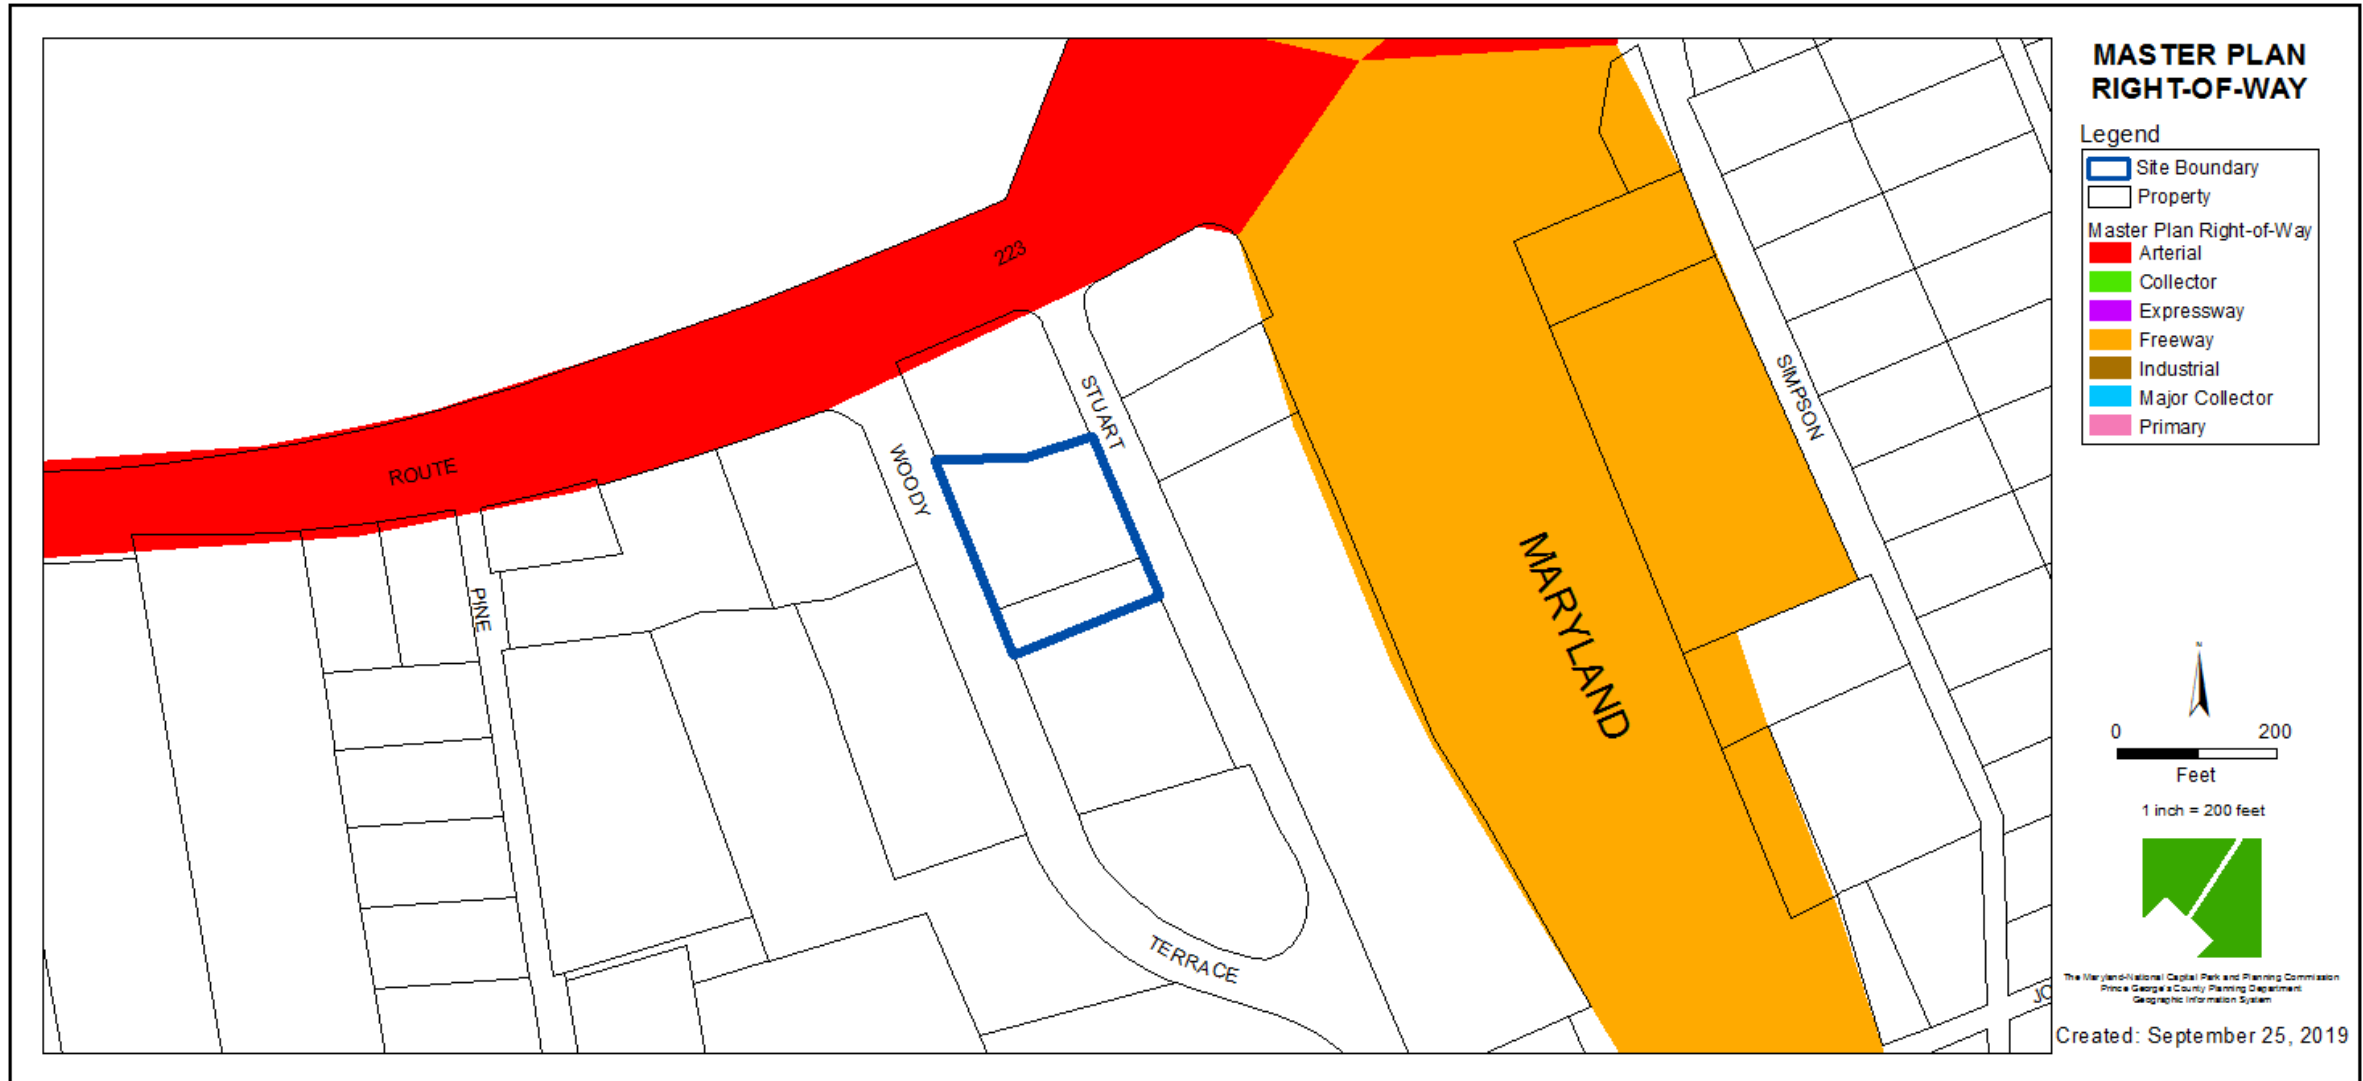 MASTER PLAN
RIGHT-OF-WAY
Legend
Site Boundary
Property
Master Plan Right-of-Way
Arterial
Collector
Expressway
Freeway
Industrial
Major Collector
Primary
223
ROUTE
STUART
SIMPSON
WOODY
PINE
MARYLAND
TERRACE
JO
N
0 200
Feet
1 inch = 200 feet
The Maryland-National Capital Park and Planning Commission
Prince George's County Planning Department
Geographic Information System
Created: September 25, 2019